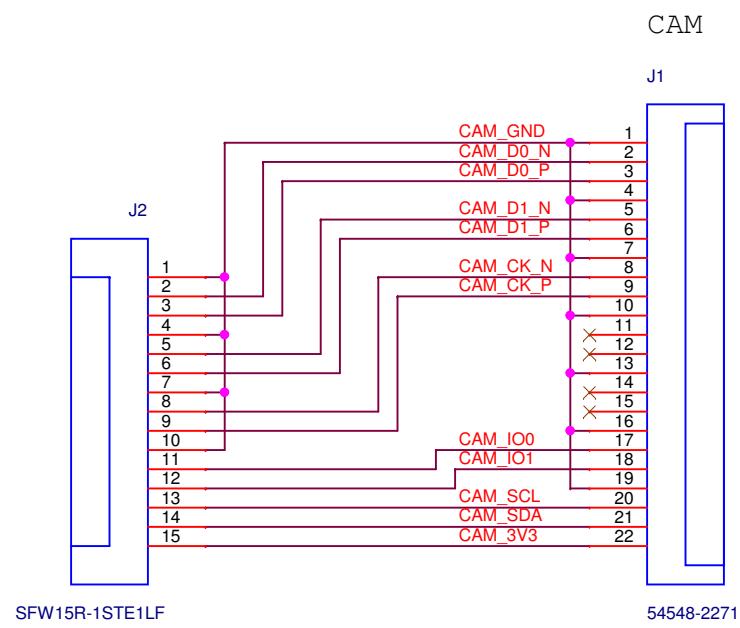 CAM
J1
CAM_GND
CAM_D0_N
CAM_D0_P
CAM_D1_N
CAM_D1_P
CAM_CK_N
CAM_CK_P
CAM_IO0
CAM_IO1
CAM_SCL
CAM_SDA
CAM_3V3
1
2
3
4
5
6
7
8
9
10
11
12
13
14
15
16
17
18
19
20
21
22
54548-2271
J2
1
2
3
4
5
6
7
8
9
10
11
12
13
14
15
SFW15R-1STE1LF